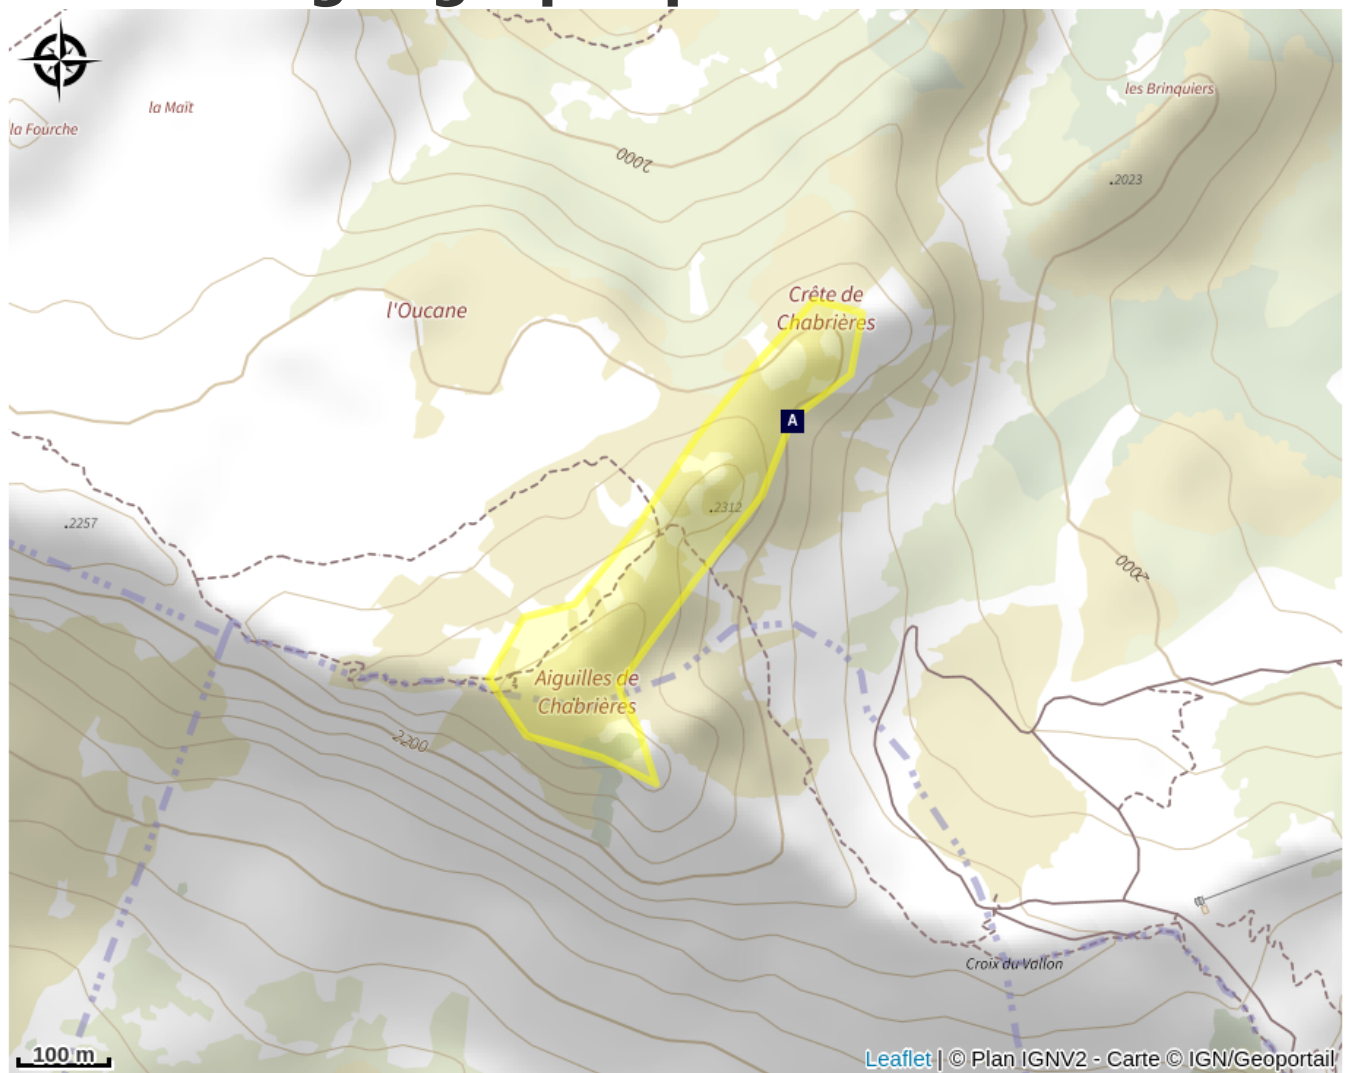 la Maït
les Brinquiers
la Fourche
2000
.2023
Crête de
Chabrières
l'Oucane
A
.2312
.2257
2000
Aiguilles de
Chabrières
2200
Croix du Vallon
100 m
Leaflet | © Plan IGNV2 - Carte © IGN/Geoportail